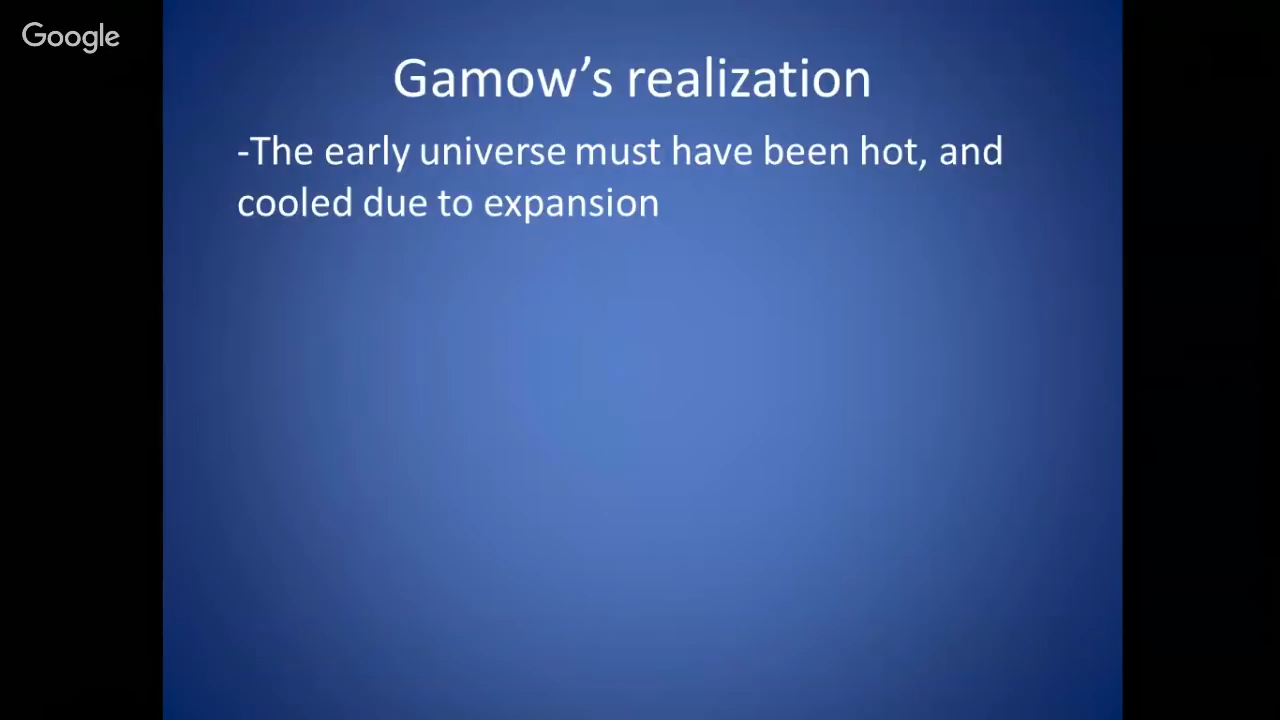 Google
Gamow’s realization
-The early universe must have been hot, and
cooled due to expansion